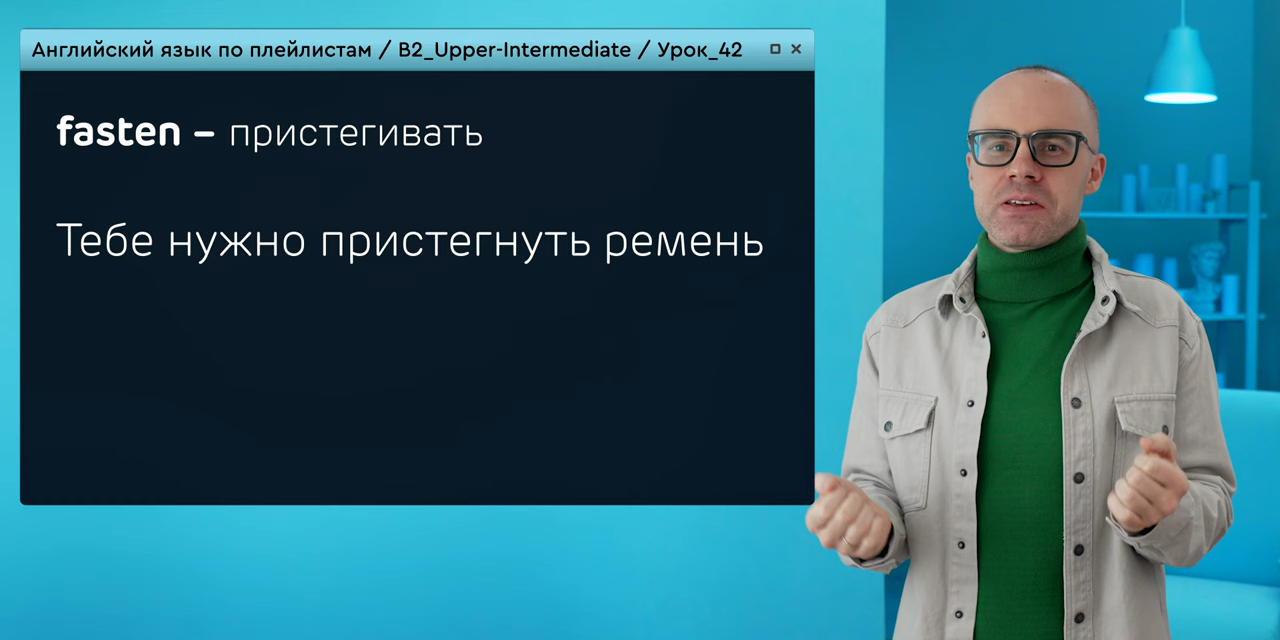 Английский язык по плейлистам / B2_Upper-Intermediate / Урок_42
fasten – пристегивать
Тебе нужно пристегнуть ремень